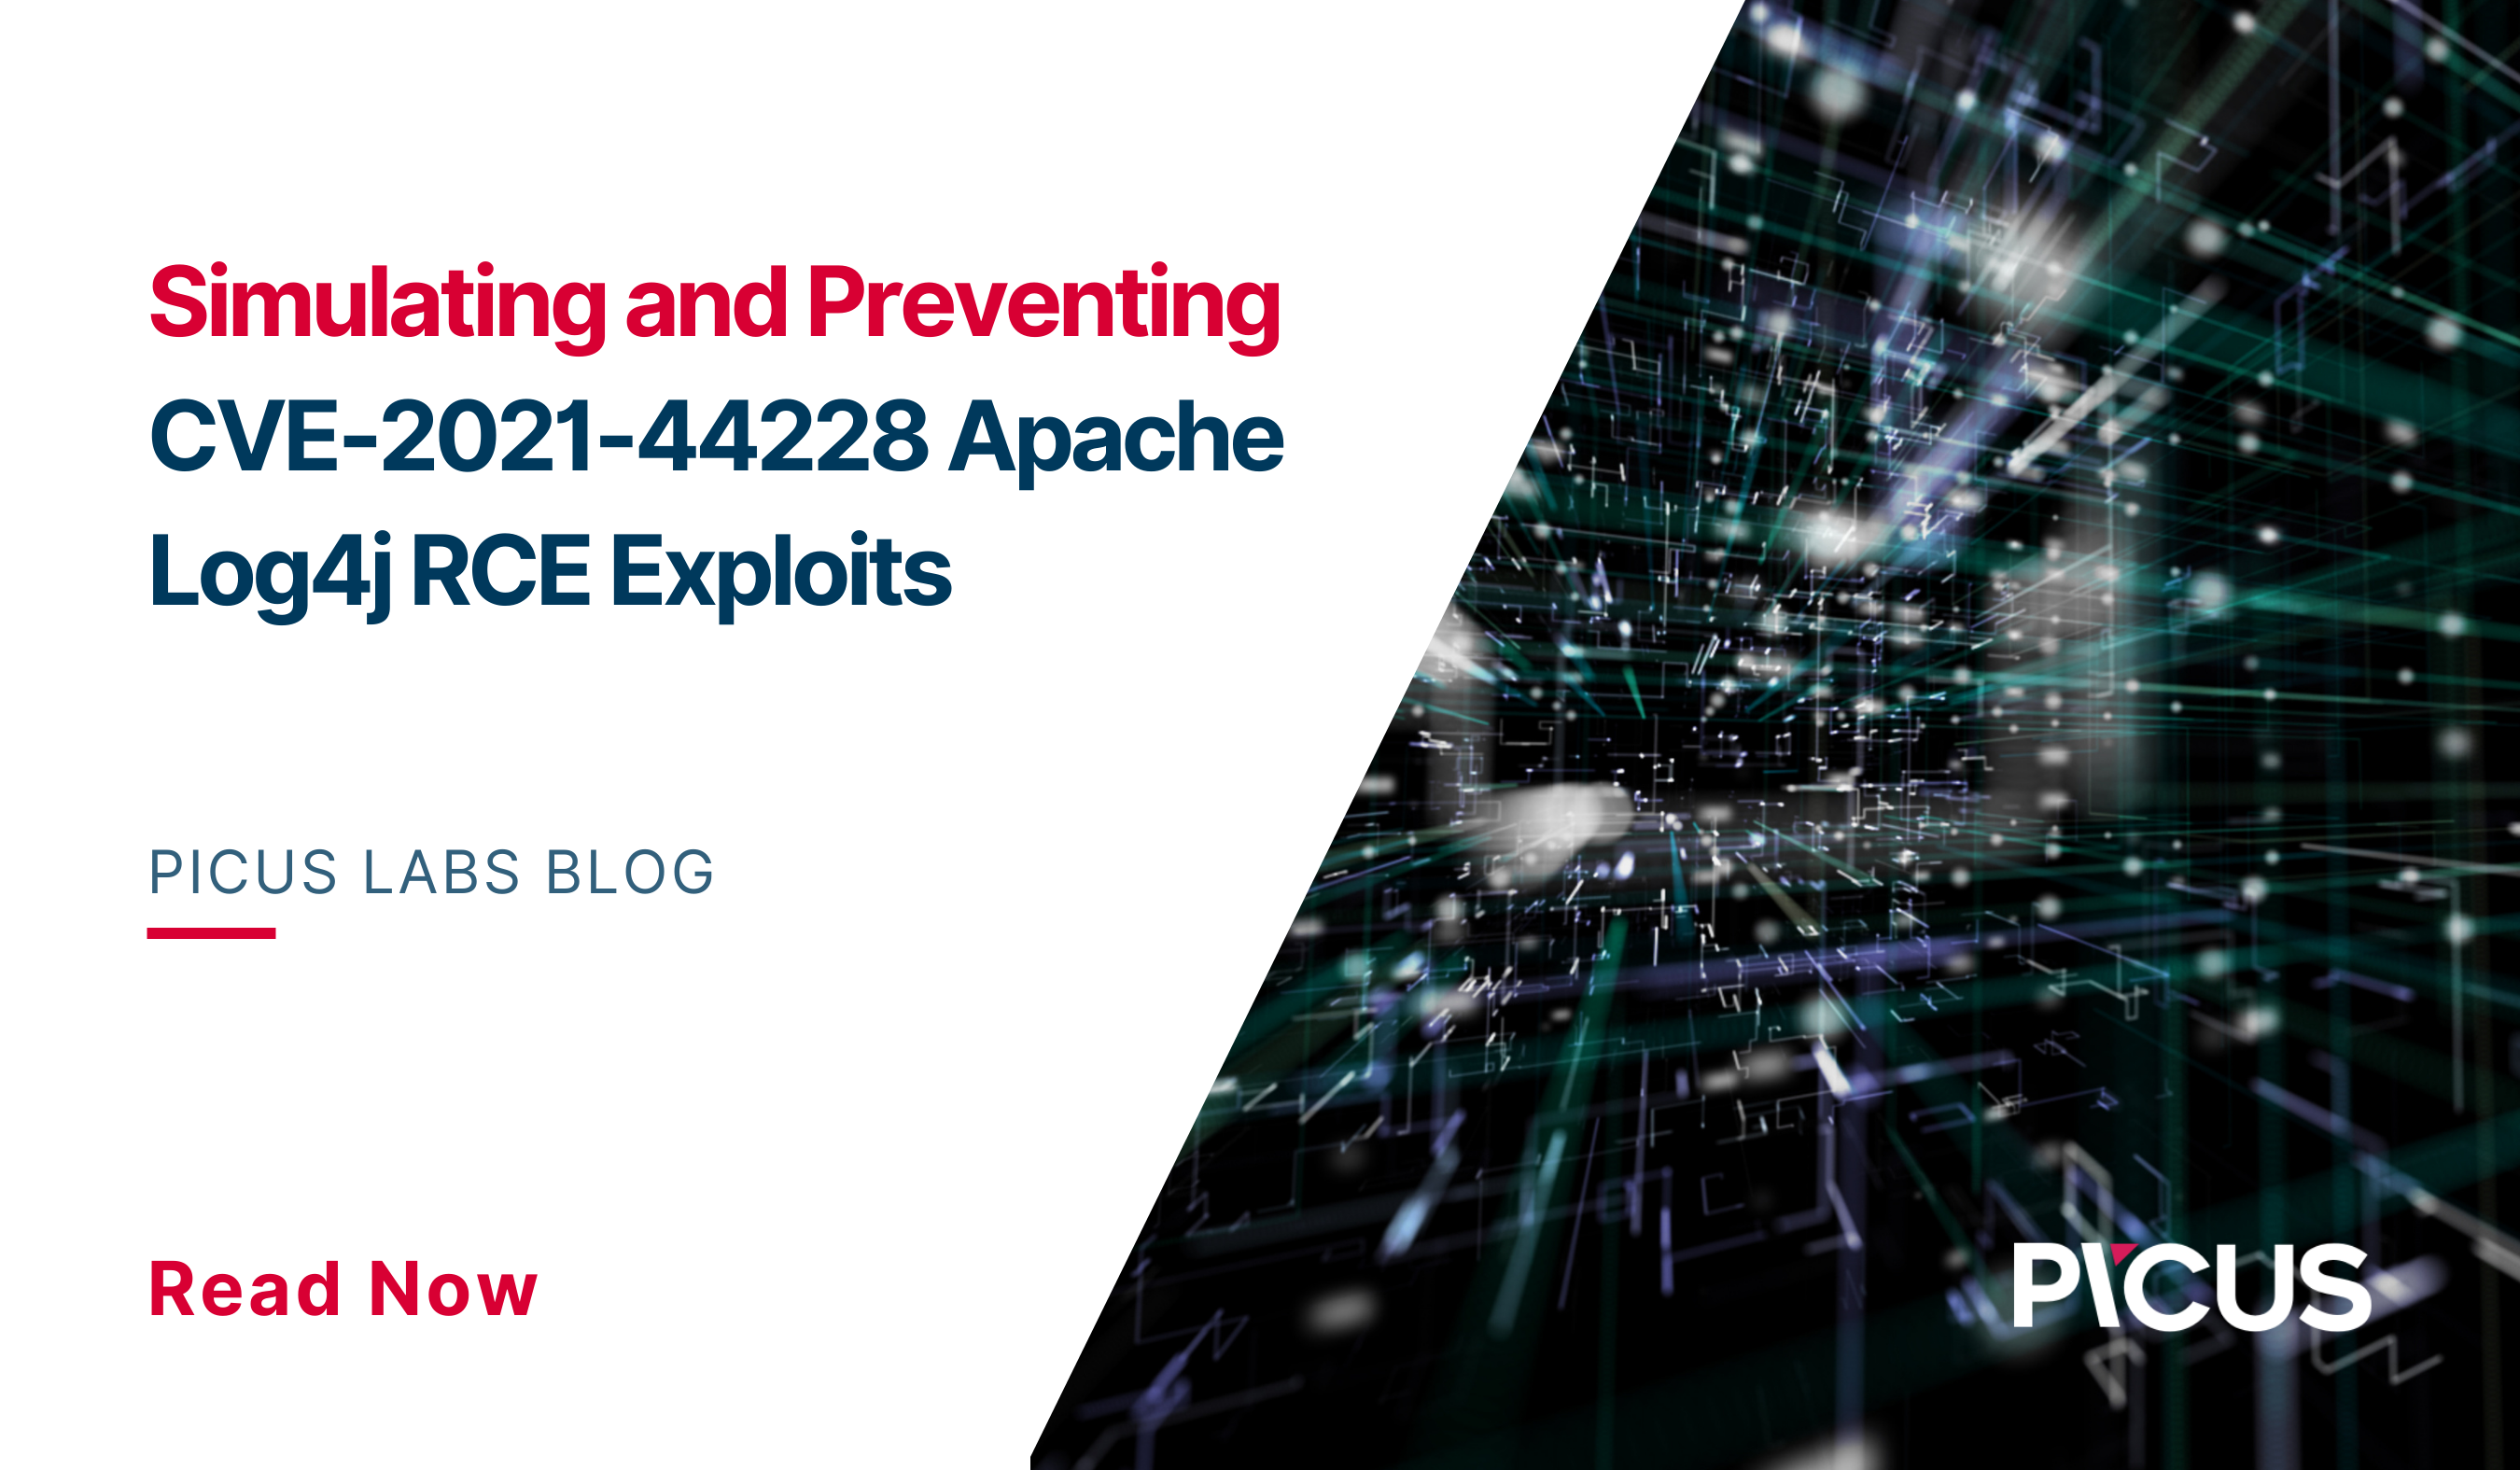 Simulating and Preventing
CVE-2021-44228 Apache
Log4j RCE Exploits
PICUS LABS BLOG
Read Now
PICUS